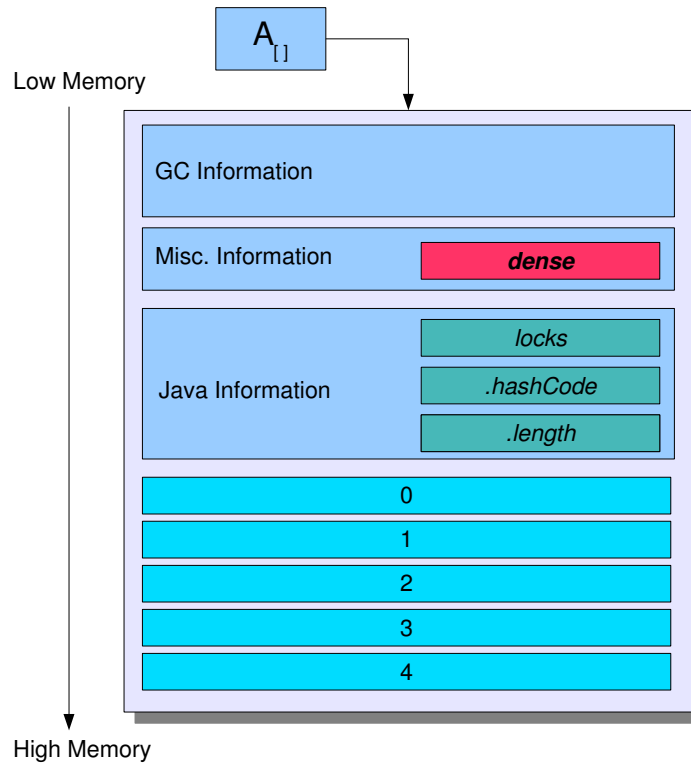 A[ ]
Low Memory
GC Information
Misc. Information
dense
locks
Java Information
.hashCode
.length
0
1
2
3
4
High Memory